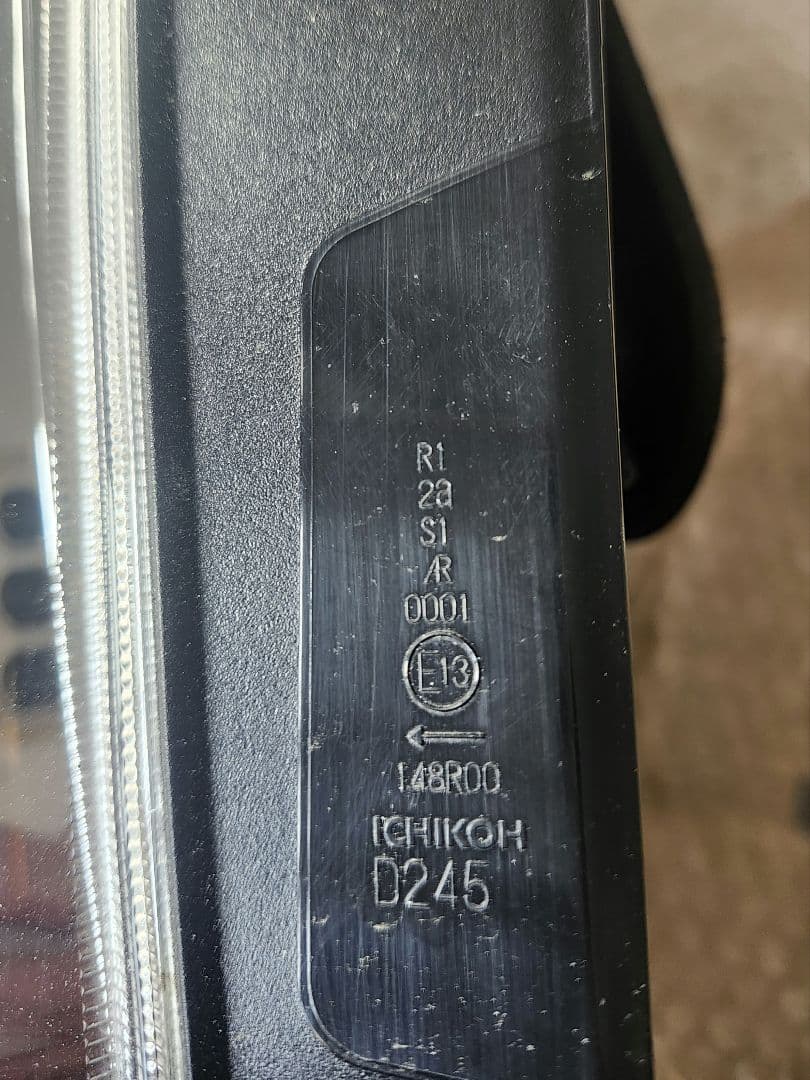 R1
2a
S1
AR
0001
E13
←
148R00
ICHIKOH
D245